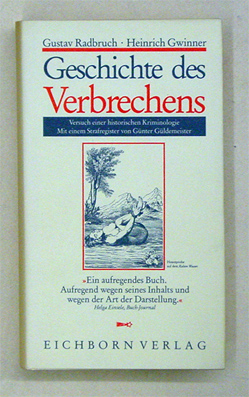 Gustav Radbruch · Heinrich Gwinner
Geschichte des
Verbrechens
Versuch einer historischen Kriminologie
Mit einem Strafregister von Günter Güldemeister
»Ein aufregendes Buch.
Aufregend wegen seines Inhalts und
wegen der Art der Darstellung.«
Helga Einsele, Buch-Journal
EICHBORN VERLAG